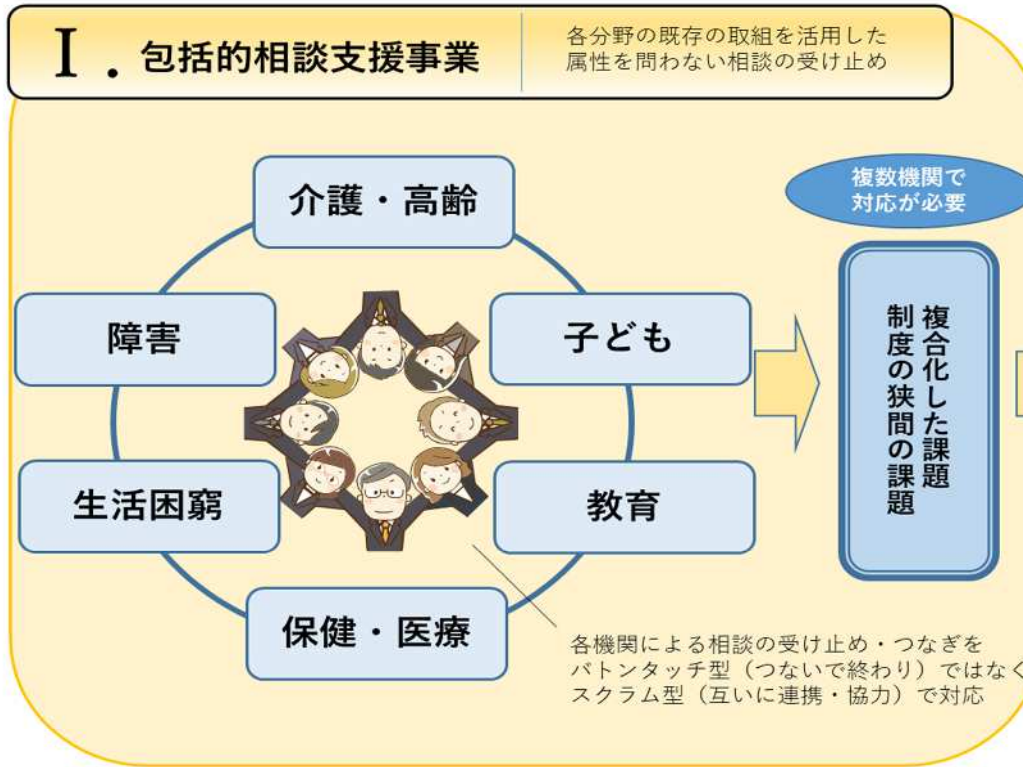 Ⅰ．包括的相談支援事業
各分野の既存の取組を活用した
属性を問わない相談の受け止め
介護・高齢
障害
子ども
生活困窮
教育
保健・医療
複数機関で
対応が必要
複合化した課題
制度の狭間の課題
各機関による相談の受け止め・つなぎを
バトンタッチ型（つないで終わり）ではなく
スクラム型（互いに連携・協力）で対応